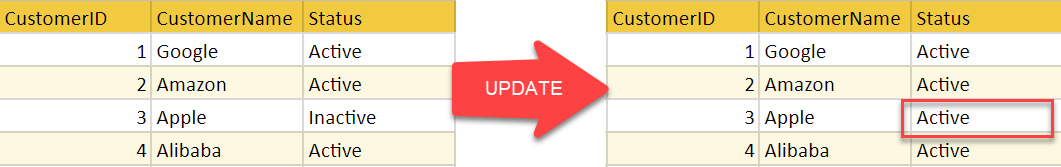 CustomerID CustomerName Status
1 Google Active
2 Amazon Active
3 Apple Inactive
4 Alibaba Active
UPDATE
CustomerID CustomerName Status
1 Google Active
2 Amazon Active
3 Apple Active
4 Alibaba Active